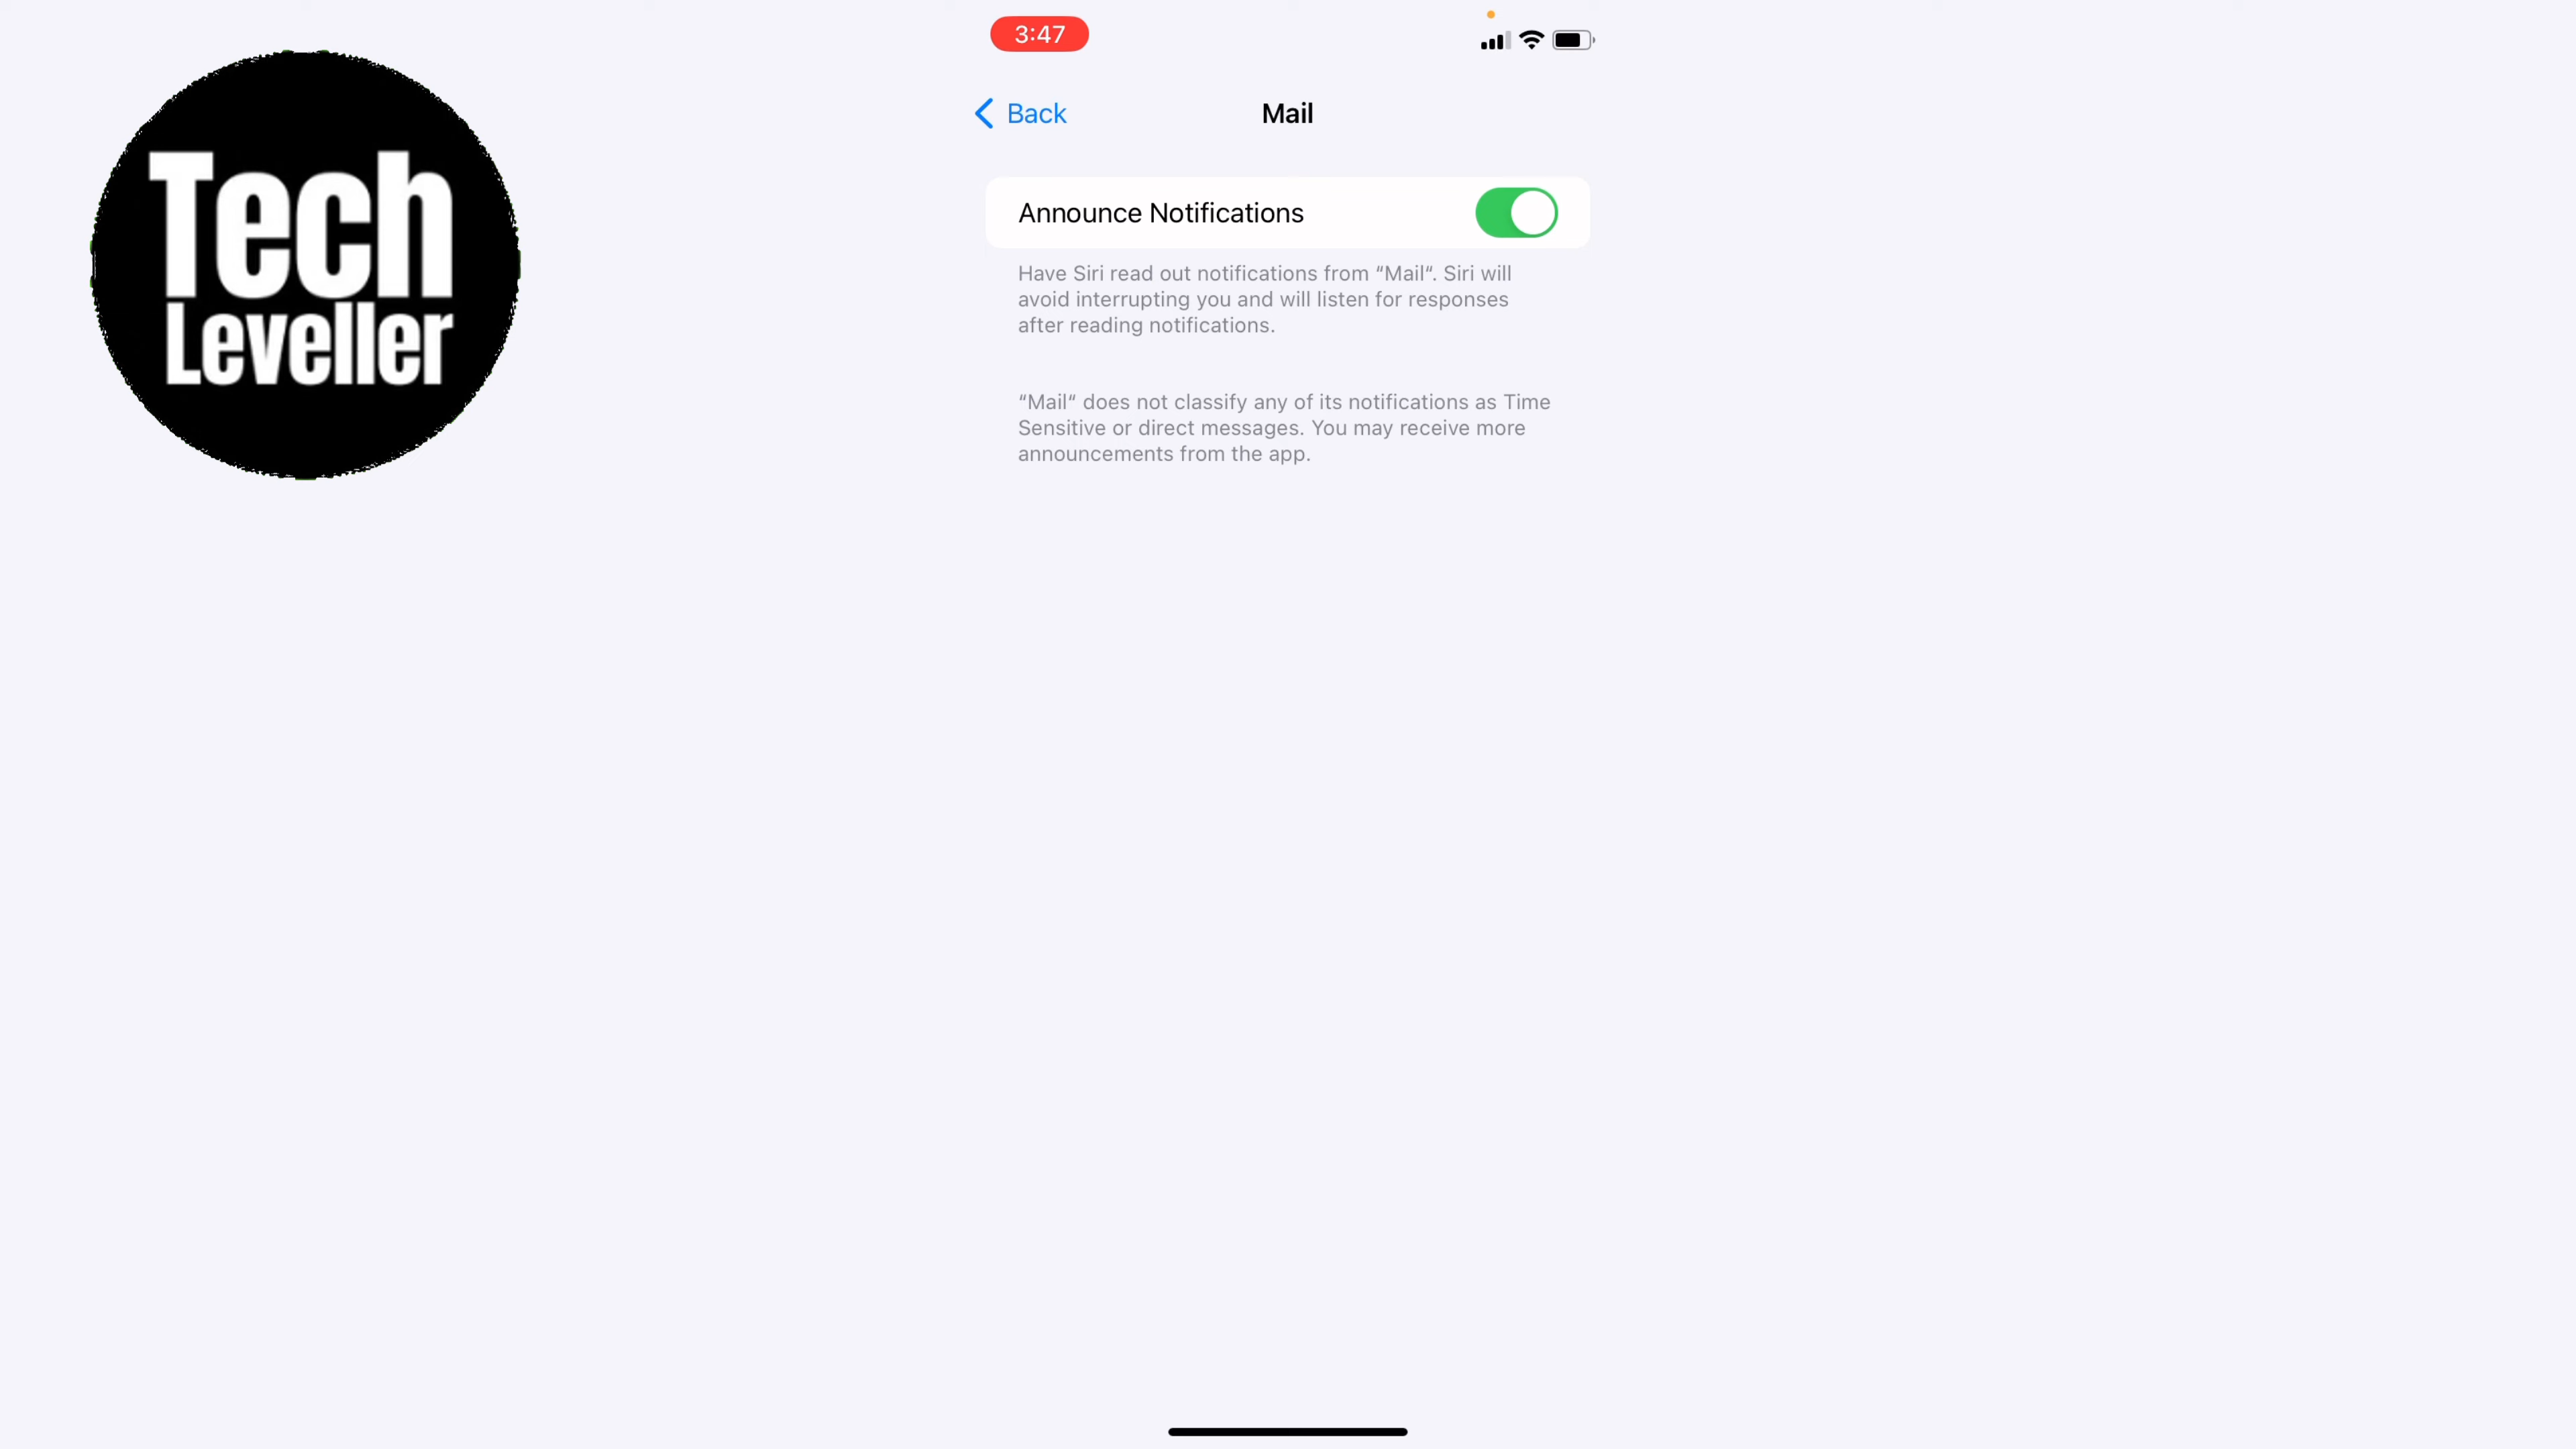 Tech
Leveller
3:47
Back
Mail
Announce Notifications
Have Siri read out notifications from “Mail“. Siri will
avoid interrupting you and will listen for responses
after reading notifications.
“Mail“ does not classify any of its notifications as Time
Sensitive or direct messages. You may receive more
announcements from the app.